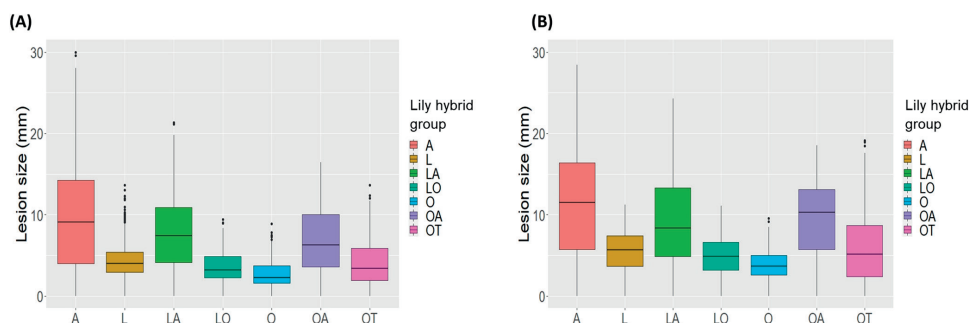 (A)
Lesion size (mm)
30
20
10
0
A L LA LO O OA OT
Lily hybrid
group
A
L
LA
LO
O
OA
OT
(B)
Lesion size (mm)
30
20
10
0
A L LA LO O OA OT
Lily hybrid
group
A
L
LA
LO
O
OA
OT